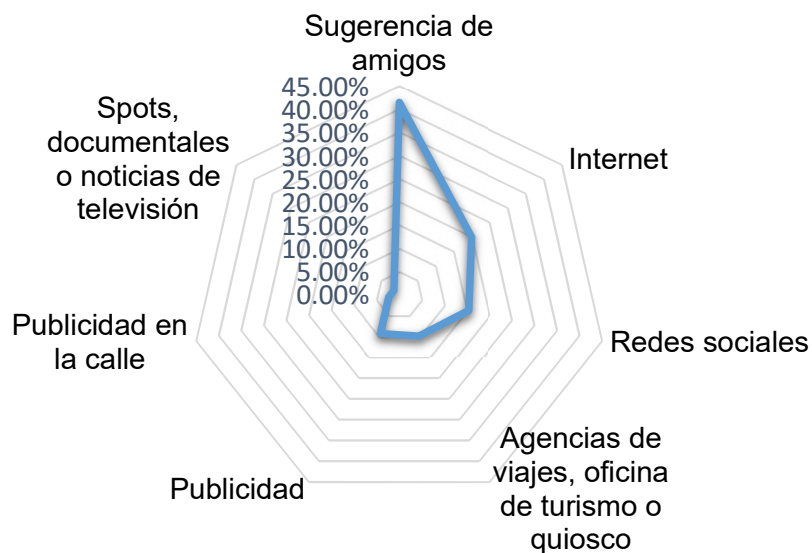 Sugerencia de
amigos
45.00%
40.00%
35.00%
30.00%
25.00%
20.00%
15.00%
10.00%
5.00%
0.00%
Internet
Redes sociales
Agencias de
viajes, oficina
de turismo o
quiosco
Publicidad
Publicidad en
la calle
Spots,
documentales
o noticias de
televisión